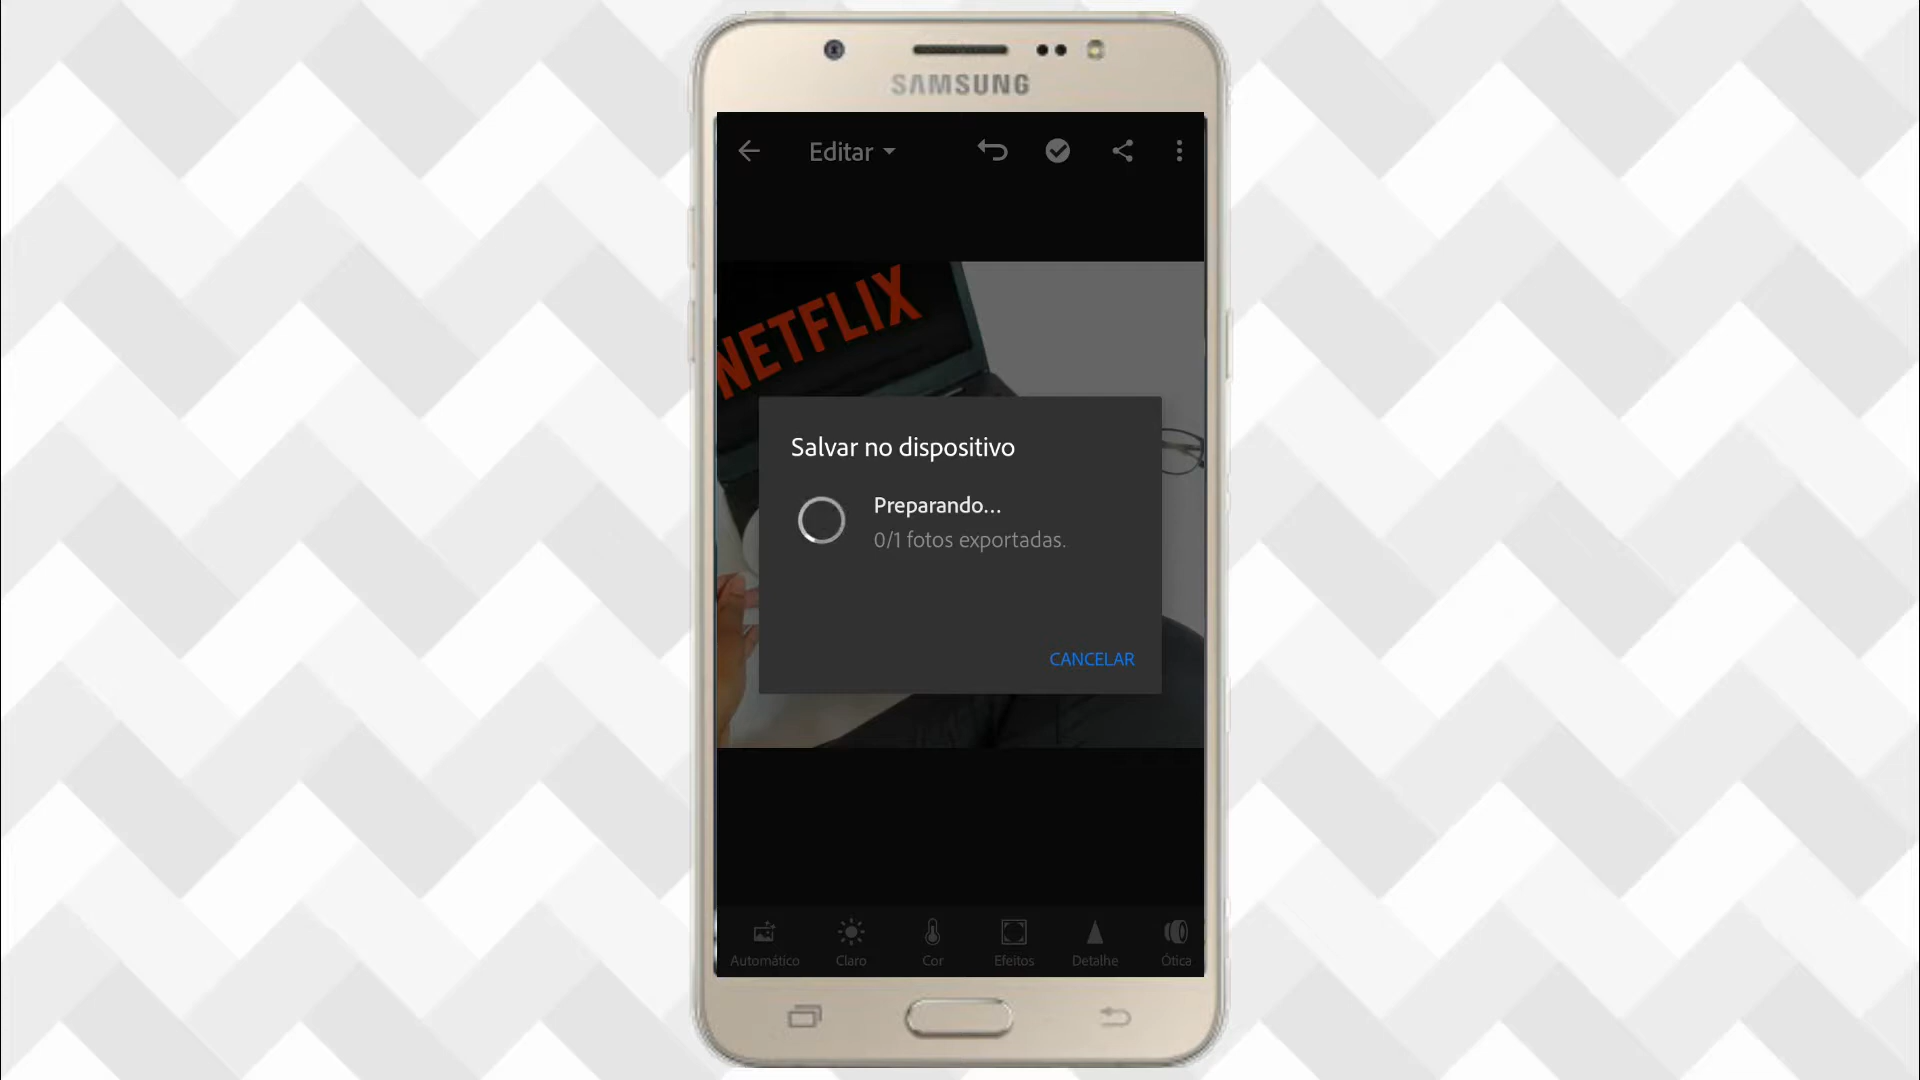 SAMSUNG
Editar
NETFLIX
Salvar no dispositivo
Preparando...
0/1 fotos exportadas.
CANCELAR
Automático Claro Cor Efeitos Detalhe Ótica